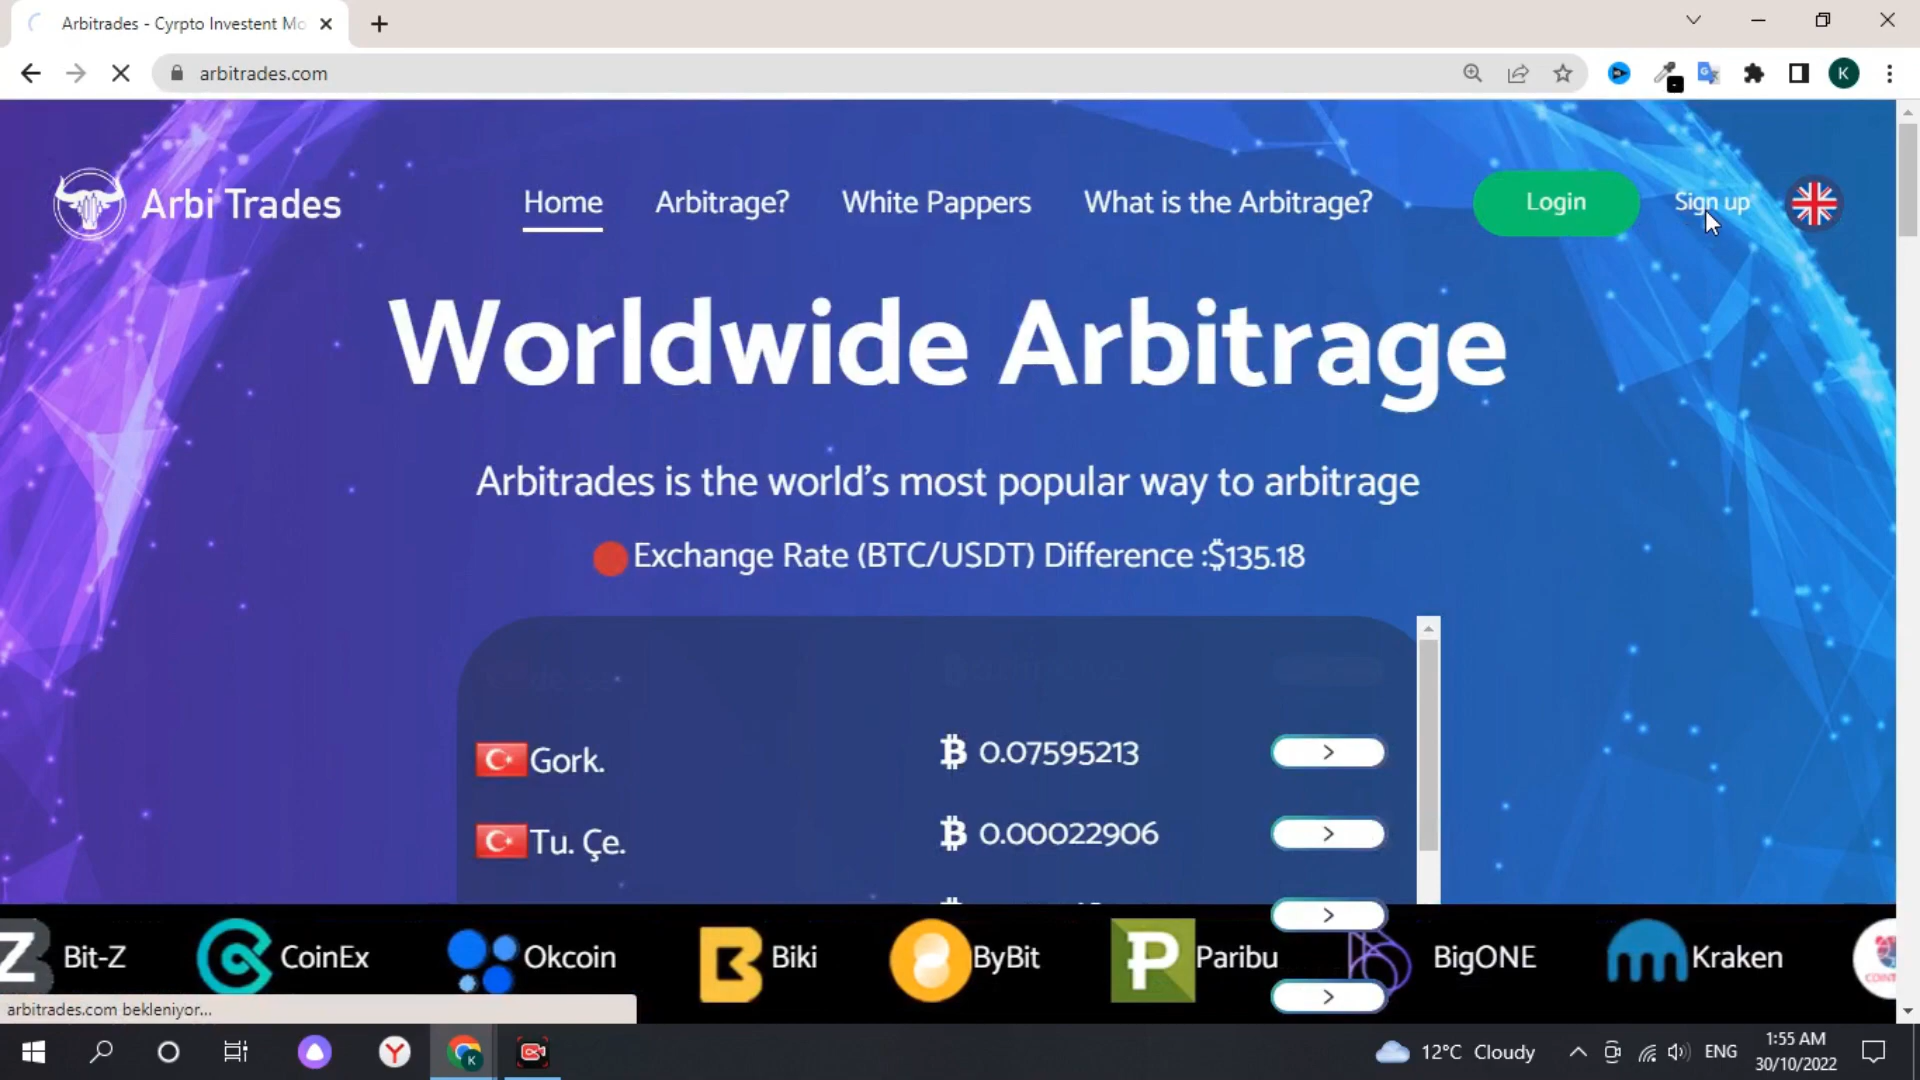 Arbitrades - Cyrpto Investent Mo
arbitrades.com
K
Arbi Trades
Home
Arbitrage?
White Pappers
What is the Arbitrage?
Login
Sign up
Worldwide Arbitrage
Arbitrades is the world's most popular way to arbitrage
Exchange Rate (BTC/USDT) Difference :$135.18
Gork.
0.07595213
>
Tu. Çe.
0.00022906
>
>
>
Bit-Z
CoinEx
Okcoin
Biki
ByBit
Paribu
BigONE
Kraken
arbitrades.com bekleniyor...
12°C Cloudy
ENG
1:55 AM
30/10/2022